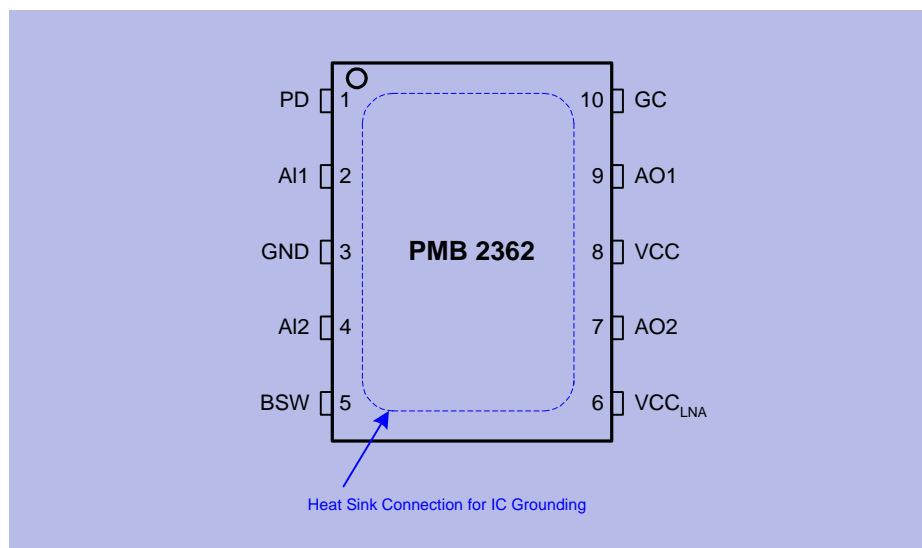 PD 1 10 GC
AI1 2 9 AO1
GND 3 PMB 2362 8 VCC
AI2 4 7 AO2
BSW 5 6 VCCLNA
Heat Sink Connection for IC Grounding